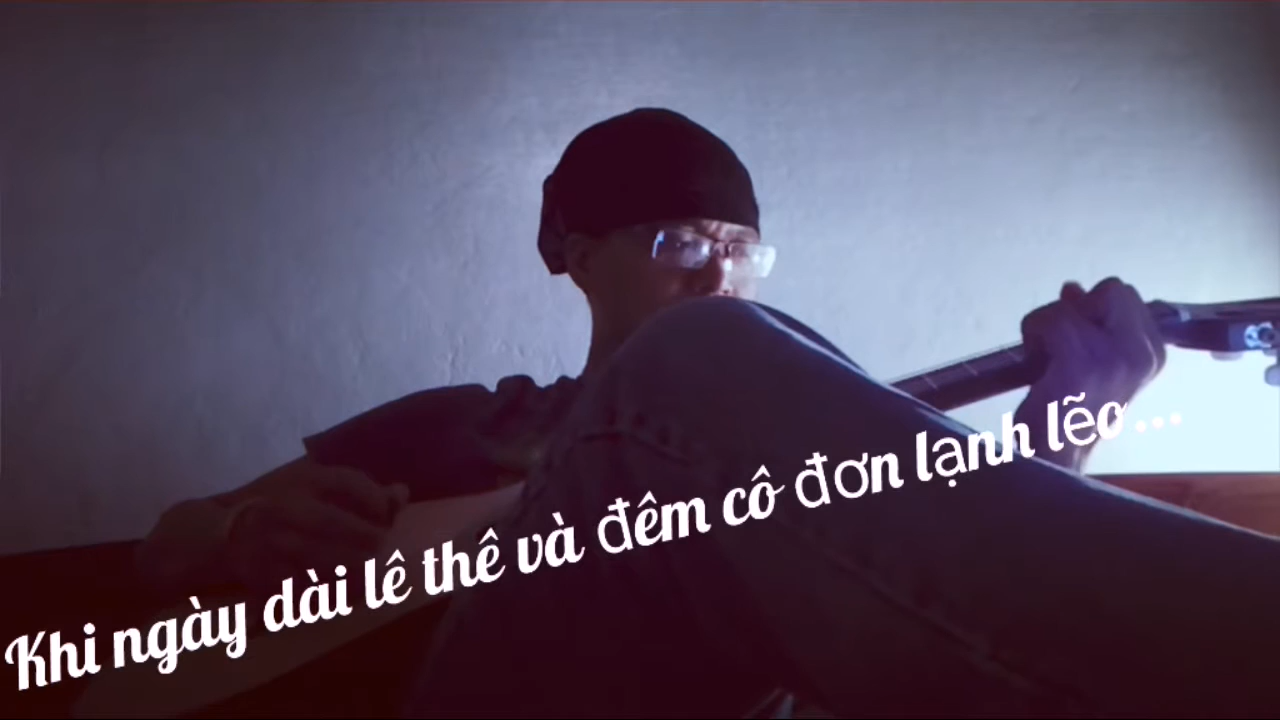 Khi ngày dài lê thê và đêm cô đơn lạnh lẽo...